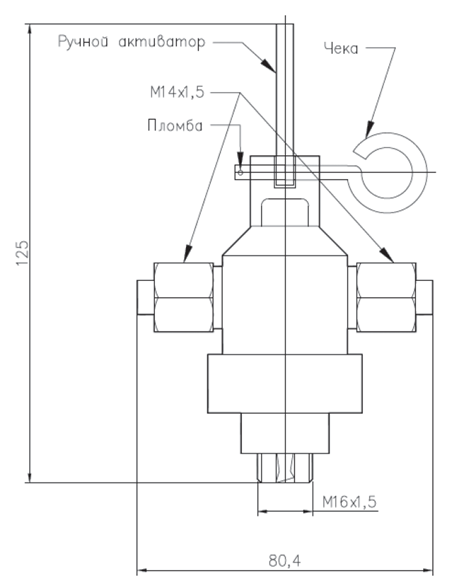 Ручной активатор
Чека
М14х1,5
Пломба
125
М16х1,5
80,4